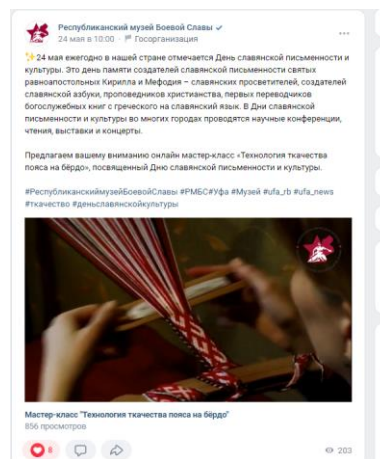 Республиканский музей Боевой Славы
24 мая в 10:00 · Госорганизация
24 мая ежегодно в нашей стране отмечается День славянской письменности и
культуры. Это день памяти создателей славянской письменности святых
равноапостольных Кирилла и Мефодия – славянских просветителей, создателей
славянской азбуки, проповедников христианства, первых переводчиков
богослужебных книг с греческого на славянский язык. В Дни славянской
письменности и культуры во многих городах проводятся научные конференции,
чтения, выставки и концерты.
Предлагаем вашему вниманию онлайн мастер-класс «Технология ткачества
пояса на бёрдо», посвященный Дню славянской письменности и культуры.
#РеспубликанскиймузейБоевойСлавы #РМБС#Уфа #Музей #ufa_rb #ufa_news
#ткачество #деньславянскойкультуры
Мастер-класс "Технология ткачества пояса на бёрдо"
856 просмотров
8
203